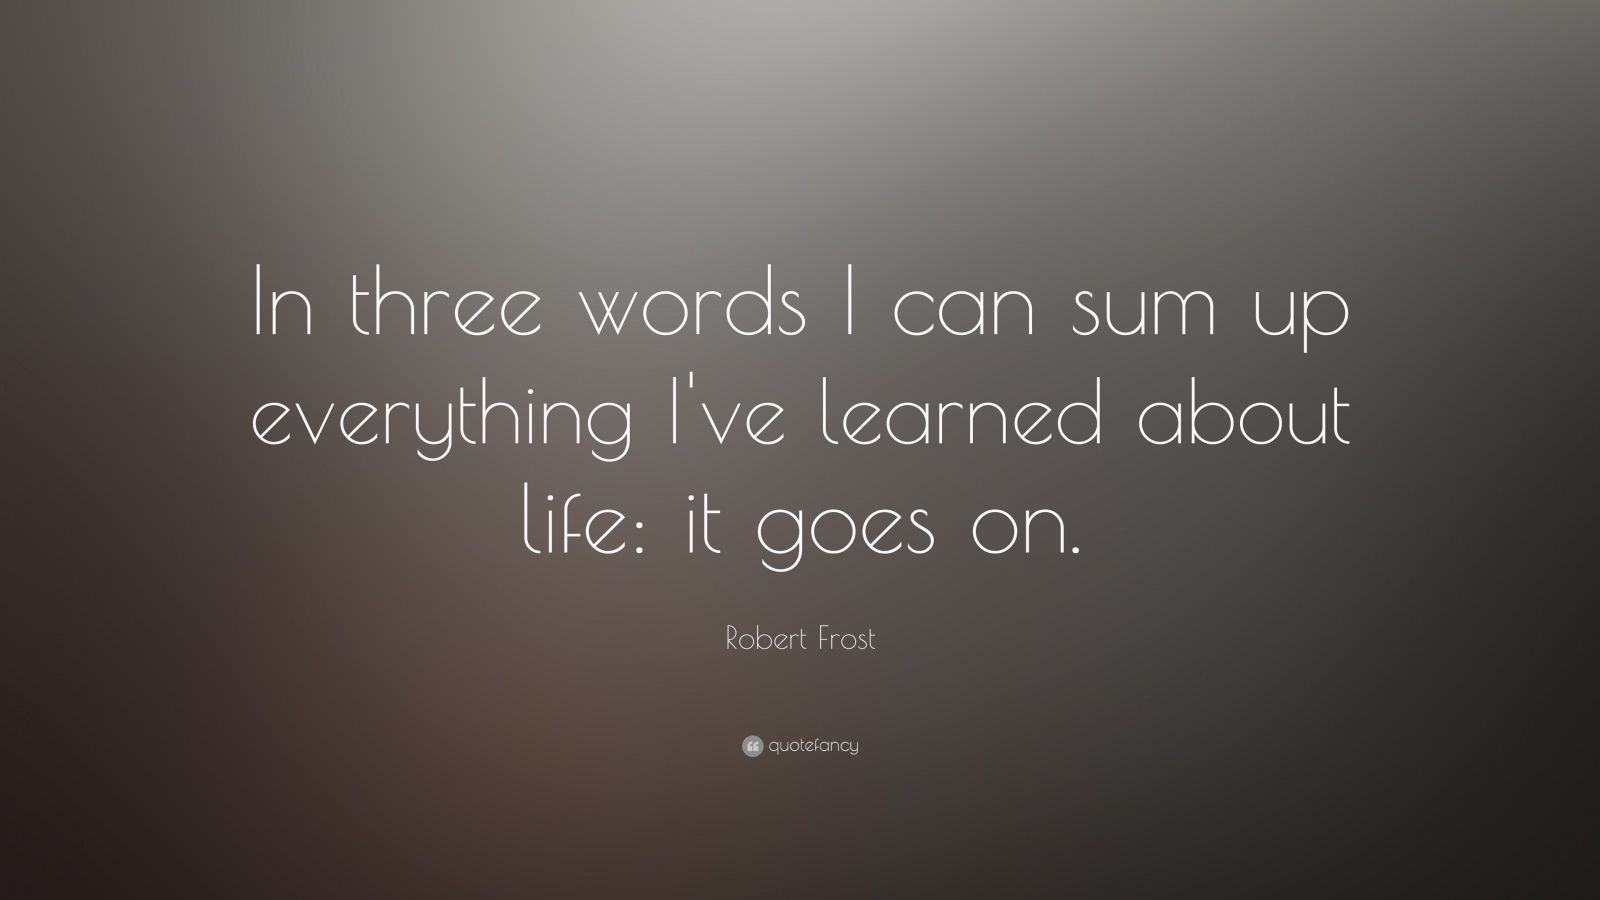 In three words I can sum up
everything I've learned about
life: it goes on.
Robert Frost
quotefancy